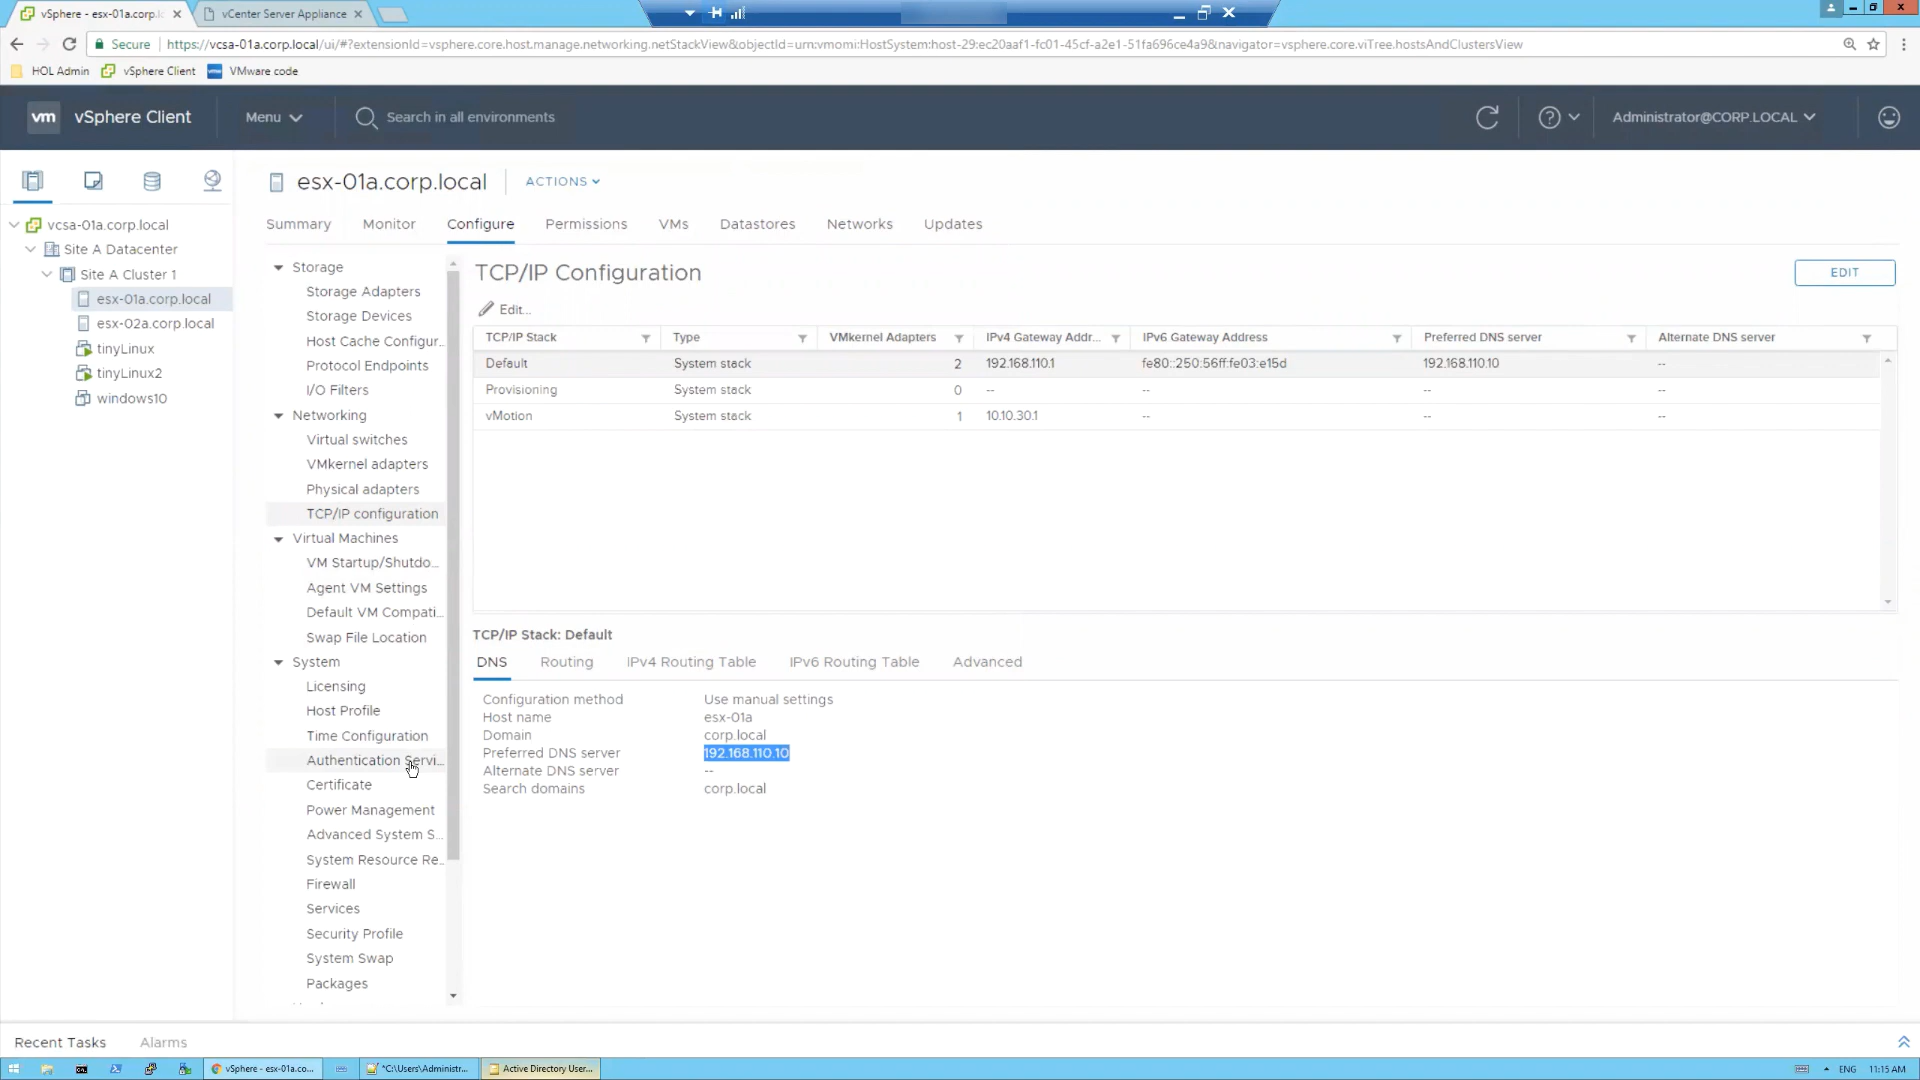 vSphere - esx-01a.corp.l
vCenter Server Appliance
Secure
https://vcsa-01a.corp.local/ui/#?extensionId=vsphere.core.host.manage.networking.netStackView&objectId=urn:vmomi:HostSystem:host-29:ec20aaf1-fc01-45cf-a2e1-51fa696ce4a9&navigator=vsphere.core.viTree.hostsAndClustersView
HOL Admin
vSphere Client
VMware code
vm
vSphere Client
Menu
Search in all environments
Administrator@CORP.LOCAL
vcsa-01a.corp.local
Site A Datacenter
Site A Cluster 1
esx-01a.corp.local
esx-02a.corp.local
tinyLinux
tinyLinux2
windows10
esx-01a.corp.local
ACTIONS
Summary
Monitor
Configure
Permissions
VMs
Datastores
Networks
Updates
Storage
Storage Adapters
Storage Devices
Host Cache Configur...
Protocol Endpoints
I/O Filters
Networking
Virtual switches
VMkernel adapters
Physical adapters
TCP/IP configuration
Virtual Machines
VM Startup/Shutdo...
Agent VM Settings
Default VM Compati...
Swap File Location
System
Licensing
Host Profile
Time Configuration
Authentication Servi...
Certificate
Power Management
Advanced System S...
System Resource Re...
Firewall
Services
Security Profile
System Swap
Packages
TCP/IP Configuration
EDIT
Edit...
TCP/IP Stack Type VMkernel Adapters IPv4 Gateway Addr... IPv6 Gateway Address Preferred DNS server Alternate DNS server
Default System stack 2 192.168.110.1 fe80::250:56ff:fe03:e15d 192.168.110.10 --
Provisioning System stack 0 -- -- -- --
vMotion System stack 1 10.10.30.1 -- -- --
TCP/IP Stack: Default
DNS Routing IPv4 Routing Table IPv6 Routing Table Advanced
Configuration method Use manual settings
Host name esx-01a
Domain corp.local
Preferred DNS server 192.168.110.10
Alternate DNS server --
Search domains corp.local
Recent Tasks
Alarms
vSphere - esx-01a.co...
*C:\Users\Administr...
Active Directory User...
ENG
11:15 AM